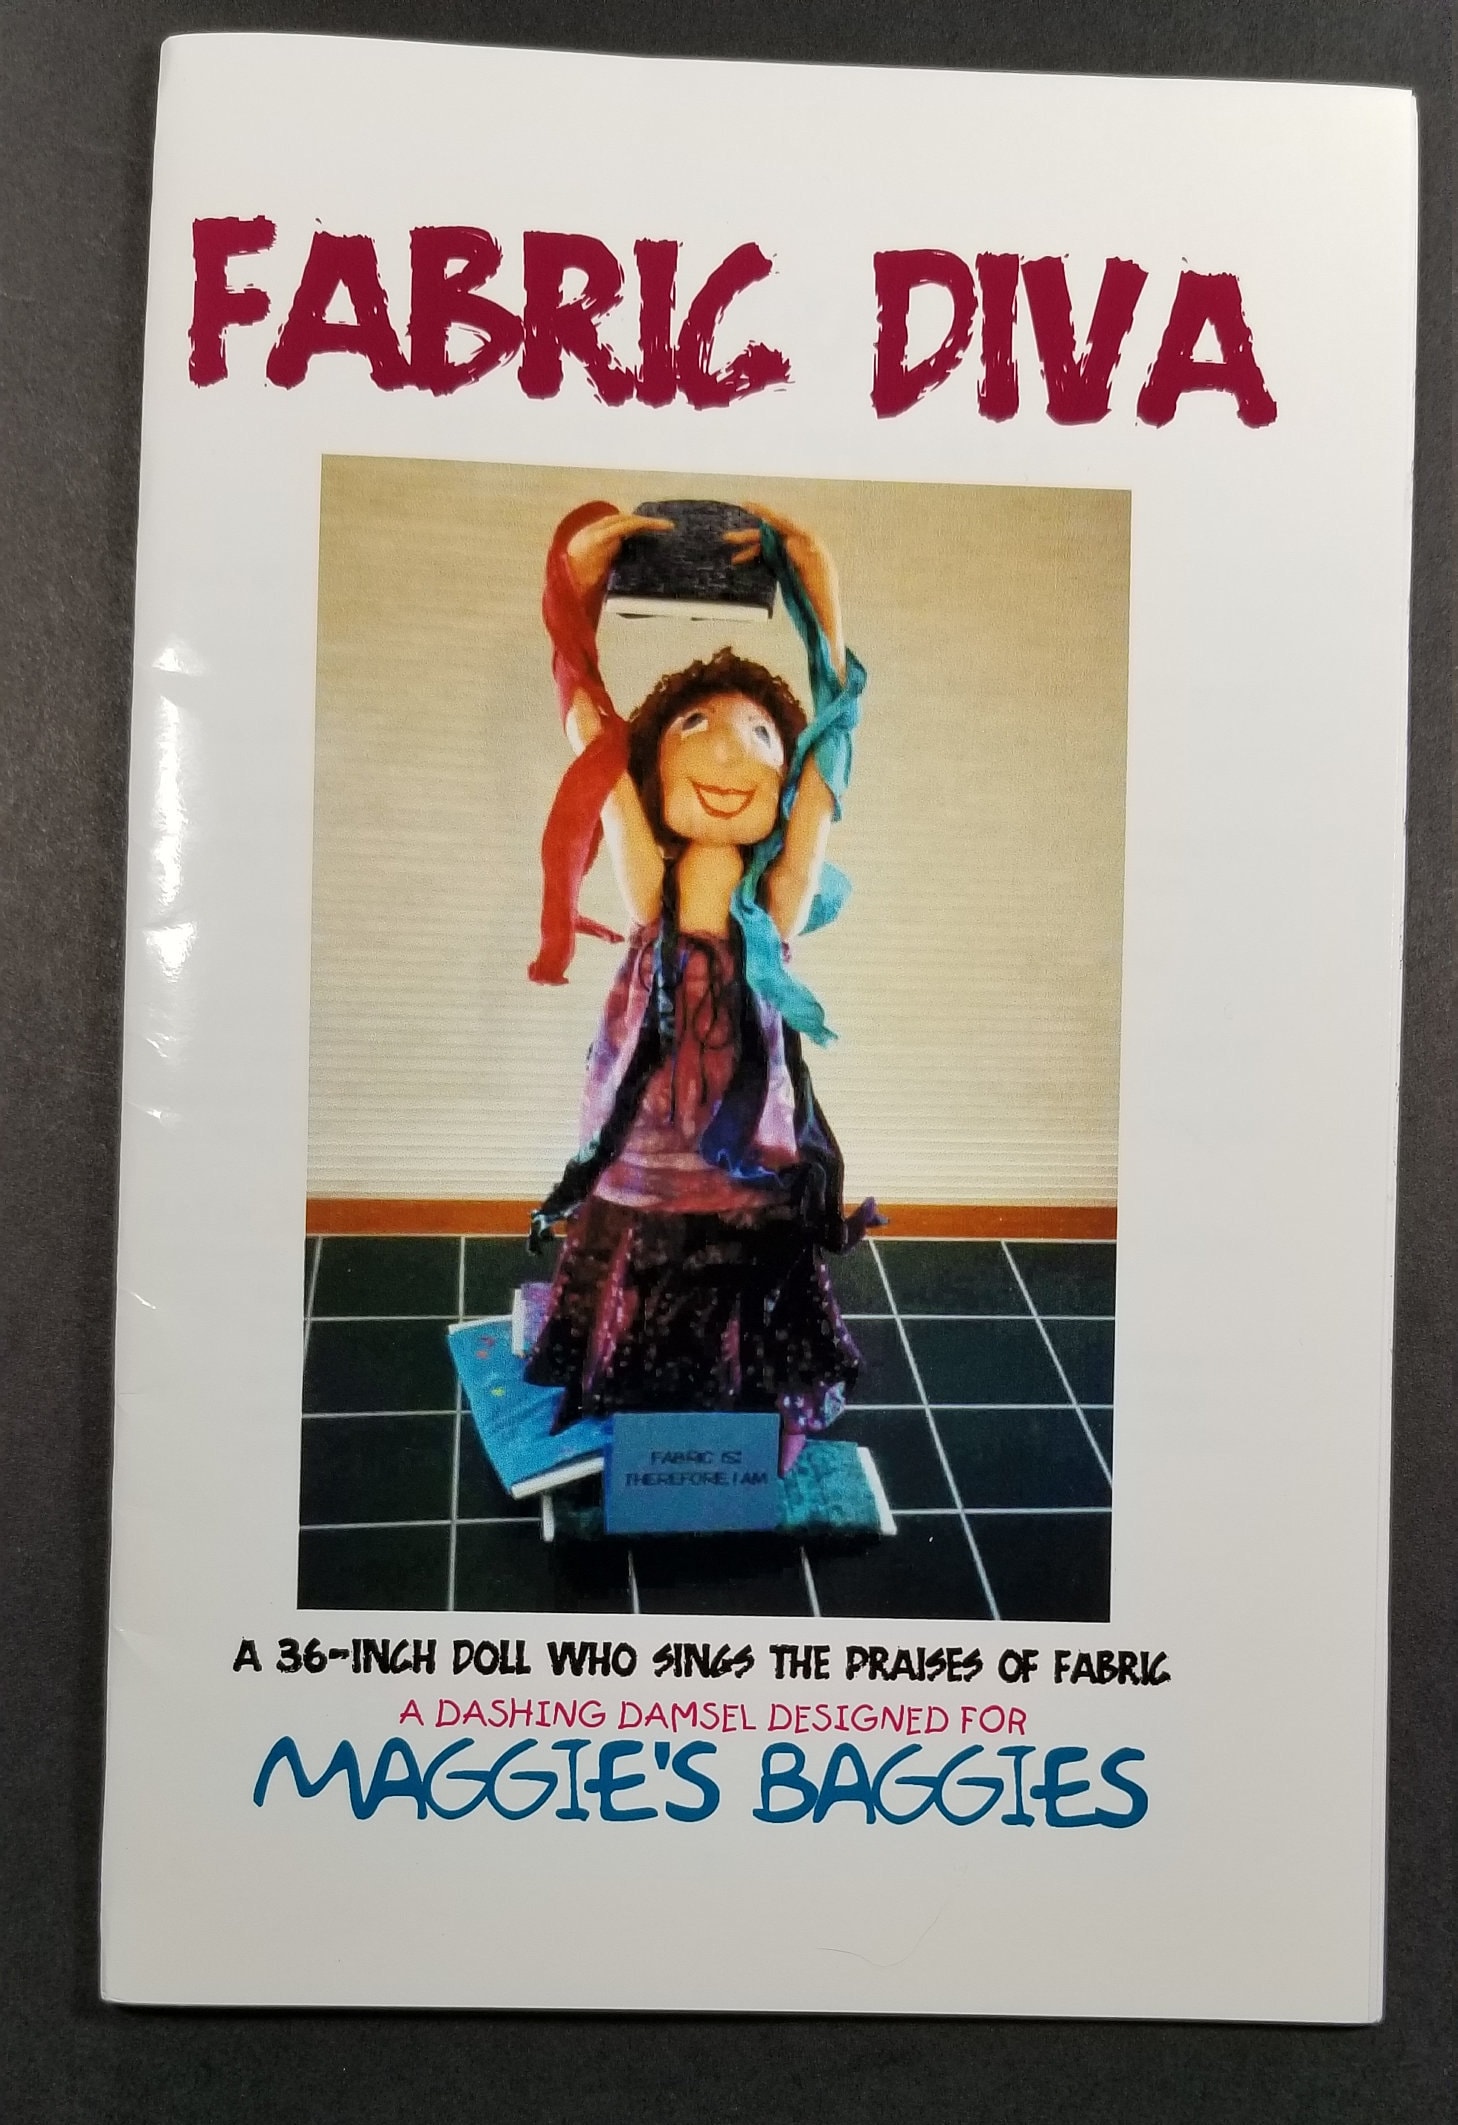 FABRIC DIVA
FABRIC IS!
THEREFORE I AM
A 36-INCH DOLL WHO SINGS THE PRAISES OF FABRIC
A DASHING DAMSEL DESIGNED FOR
MAGGIE'S BAGGIES